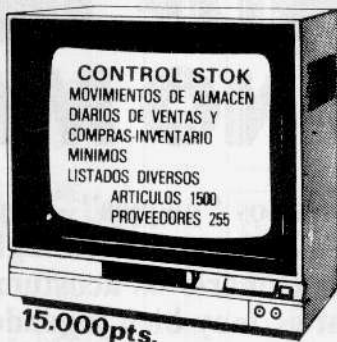 CONTROL STOK
MOVIMIENTOS DE ALMACEN
DIARIOS DE VENTAS Y
COMPRAS-INVENTARIO
MINIMOS
LISTADOS DIVERSOS
ARTICULOS 1500
PROVEEDORES 255
15.000pts.